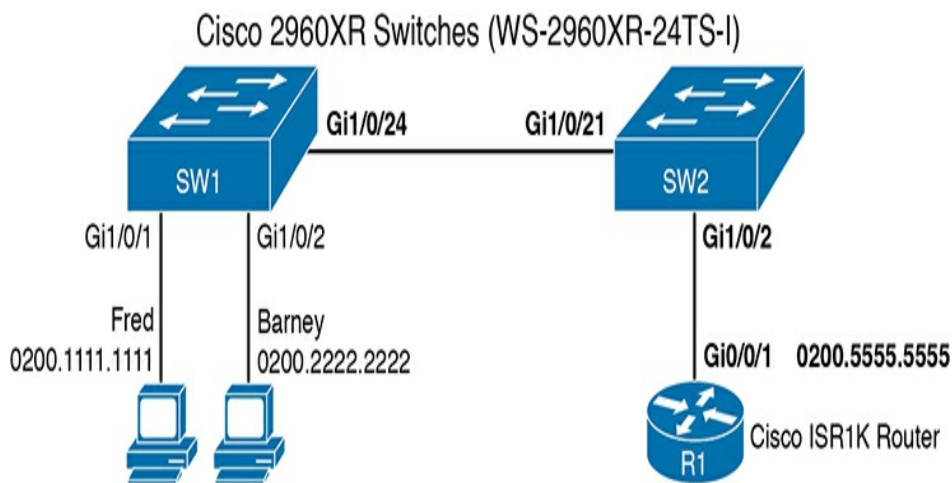 Cisco 2960XR Switches (WS-2960XR-24TS-I)
Gi1/0/24
Gi1/0/21
SW1
SW2
Gi1/0/1
Gi1/0/2
Gi1/0/2
Fred
Barney
0200.1111.1111
0200.2222.2222
Gi0/0/1
0200.5555.5555
Cisco ISR1K Router
R1